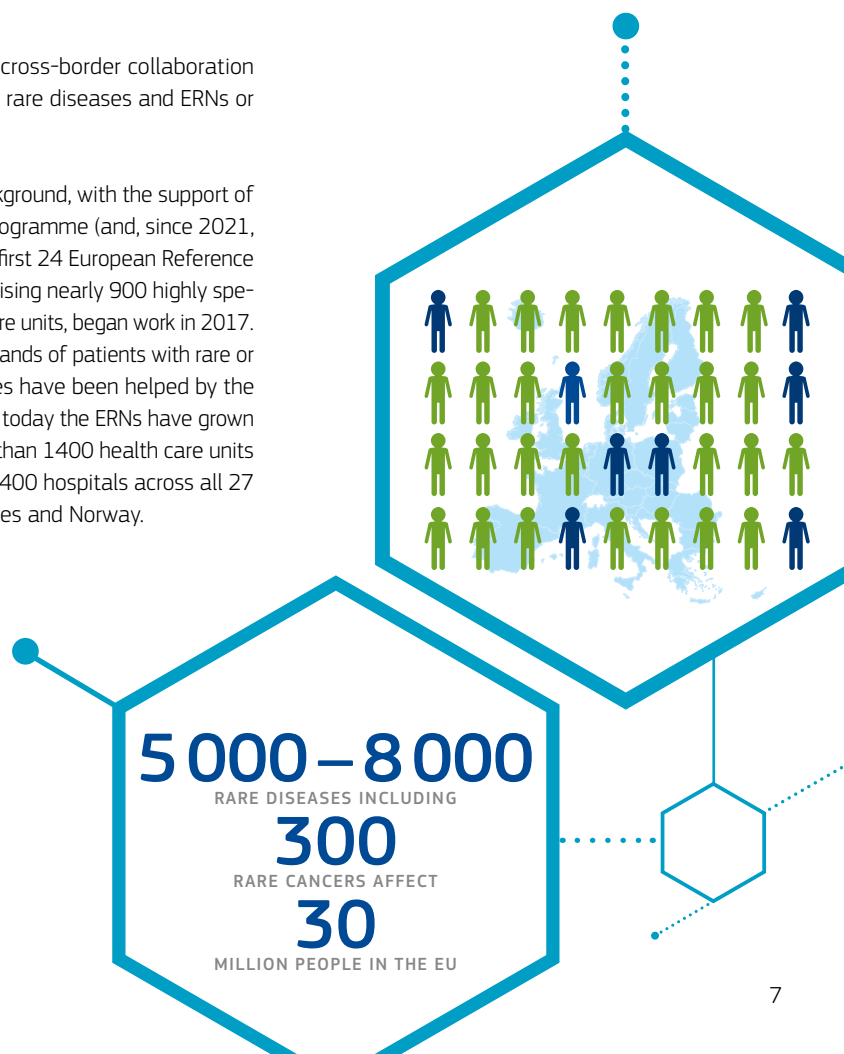 cross-border collaboration
rare diseases and ERNs or
kground, with the support of
ogramme (and, since 2021,
first 24 European Reference
ising nearly 900 highly spe-
re units, began work in 2017.
ands of patients with rare or
es have been helped by the
today the ERNs have grown
than 1400 health care units
400 hospitals across all 27
es and Norway.
5 000 – 8 000
RARE DISEASES INCLUDING
300
RARE CANCERS AFFECT
30
MILLION PEOPLE IN THE EU
7